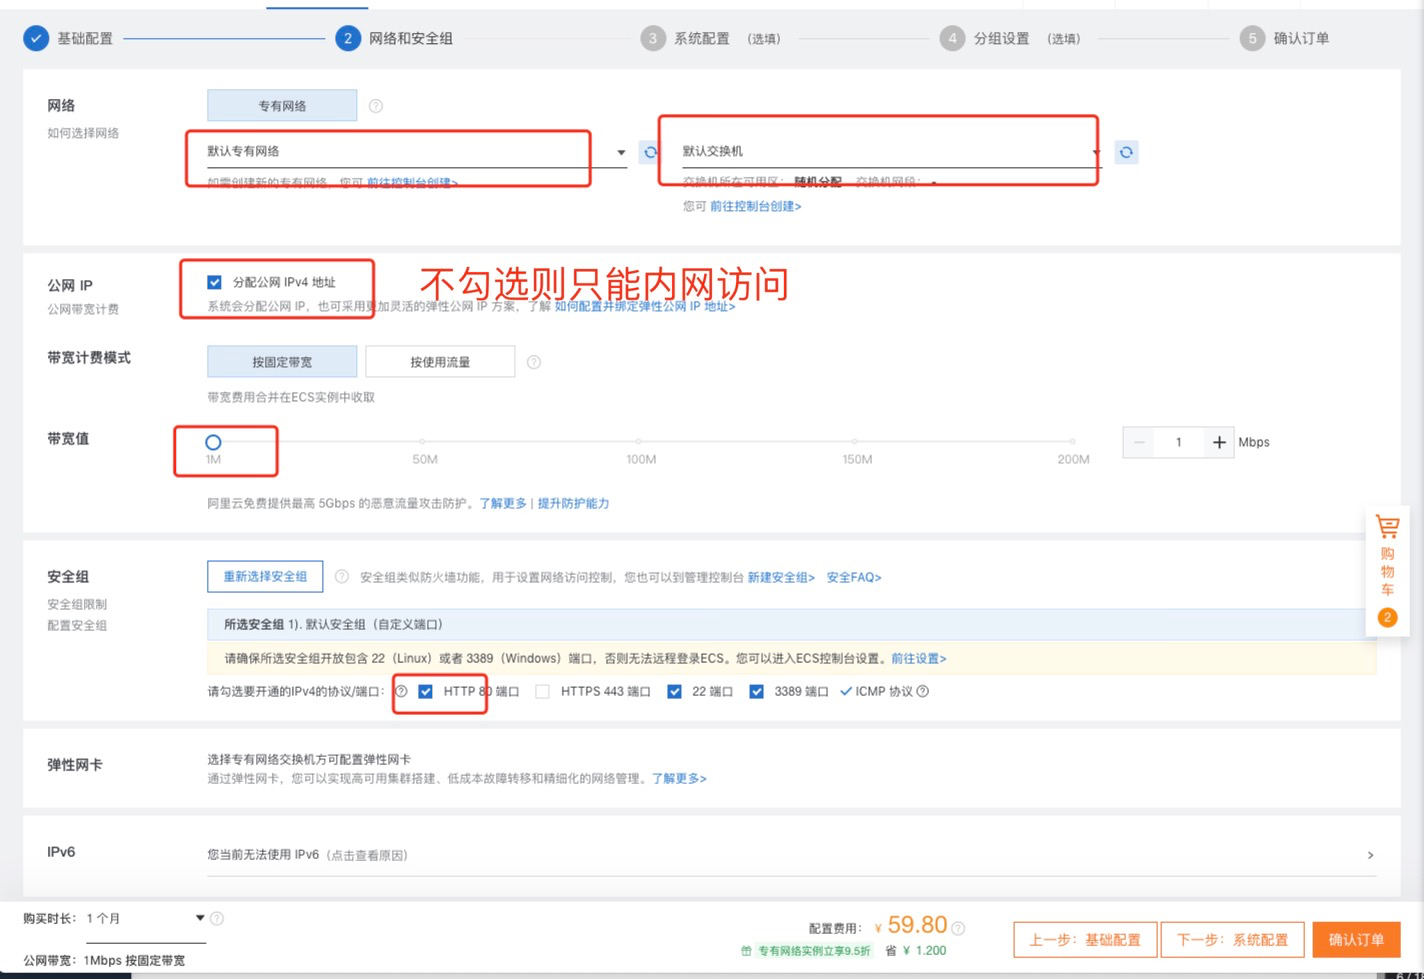 基础配置
2 网络和安全组
3 系统配置 (选填)
4 分组设置 (选填)
5 确认订单
网络
专有网络
如何选择网络
默认专有网络
默认交换机
如需创建新的专有网络，您可 前往控制台创建>
交换机所在可用区： 随机分配 交换机网段： -
您可 前往控制台创建>
公网 IP
分配公网 IPv4 地址
不勾选则只能内网访问
公网带宽计费
系统会分配公网 IP，也可采用更加灵活的弹性公网 IP 方案，了解 如何配置并绑定弹性公网 IP 地址>
带宽计费模式
按固定带宽
按使用流量
带宽费用合并在ECS实例中收取
带宽值
1M
50M
100M
150M
200M
− 1 + Mbps
阿里云免费提供最高 5Gbps 的恶意流量攻击防护。了解更多 | 提升防护能力
购物车
2
安全组
重新选择安全组
安全组类似防火墙功能，用于设置网络访问控制，您也可以到管理控制台 新建安全组> 安全FAQ>
安全组限制
配置安全组
所选安全组 1). 默认安全组（自定义端口）
请确保所选安全组开放包含 22（Linux）或者 3389（Windows）端口，否则无法远程登录ECS。您可以进入ECS控制台设置。前往设置>
请勾选要开通的IPv4的协议/端口： HTTP 80 端口 HTTPS 443 端口 22 端口 3389 端口 ICMP 协议
弹性网卡
选择专有网络交换机方可配置弹性网卡
通过弹性网卡，您可以实现高可用集群搭建、低成本故障转移和精细化的网络管理。了解更多>
IPv6
您当前无法使用 IPv6（点击查看原因）
购买时长： 1 个月
配置费用： ¥ 59.80
专有网络实例立享9.5折 省 ¥ 1.200
上一步：基础配置
下一步：系统配置
确认订单
公网带宽： 1Mbps 按固定带宽